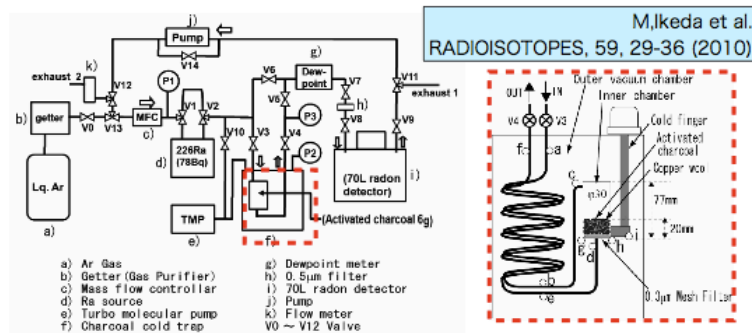 M,Ikeda et al.
RADIOISOTOPES, 59, 29-36 (2010)
j)
Pump
V14
k)
exhaust 2
V12
P1
V6
g)
Dew-
point
V7
V11
exhaust 1
b)
getter
V0
V13
MFC
c)
V1
V2
V5
h)
P3
V8
V9
226Ra
(78Bq)
d)
V10
V3
V4
P2
Lq. Ar
a)
(70L radon
detector)
i)
TMP
e)
f)
(Activated charcoal 6g)
a) Ar Gas
b) Getter(Gas Purifier)
c) Mass flow controllar
d) Ra source
e) Turbo molecular pump
f) Charcoal cold trap
g) Dewpoint meter
h) 0.5μm filter
i) 70L radon detector
j) Pump
k) Flow meter
V0 ~ V12 Valve
Outer vacuum chamber
OUT
IN
Inner chamber
V4
V3
Cold finger
Activated
charcoal
Copper wool
f
a
c
φ30
77mm
20mm
g
d
h
i
b
e
0.3μm Mesh Filter